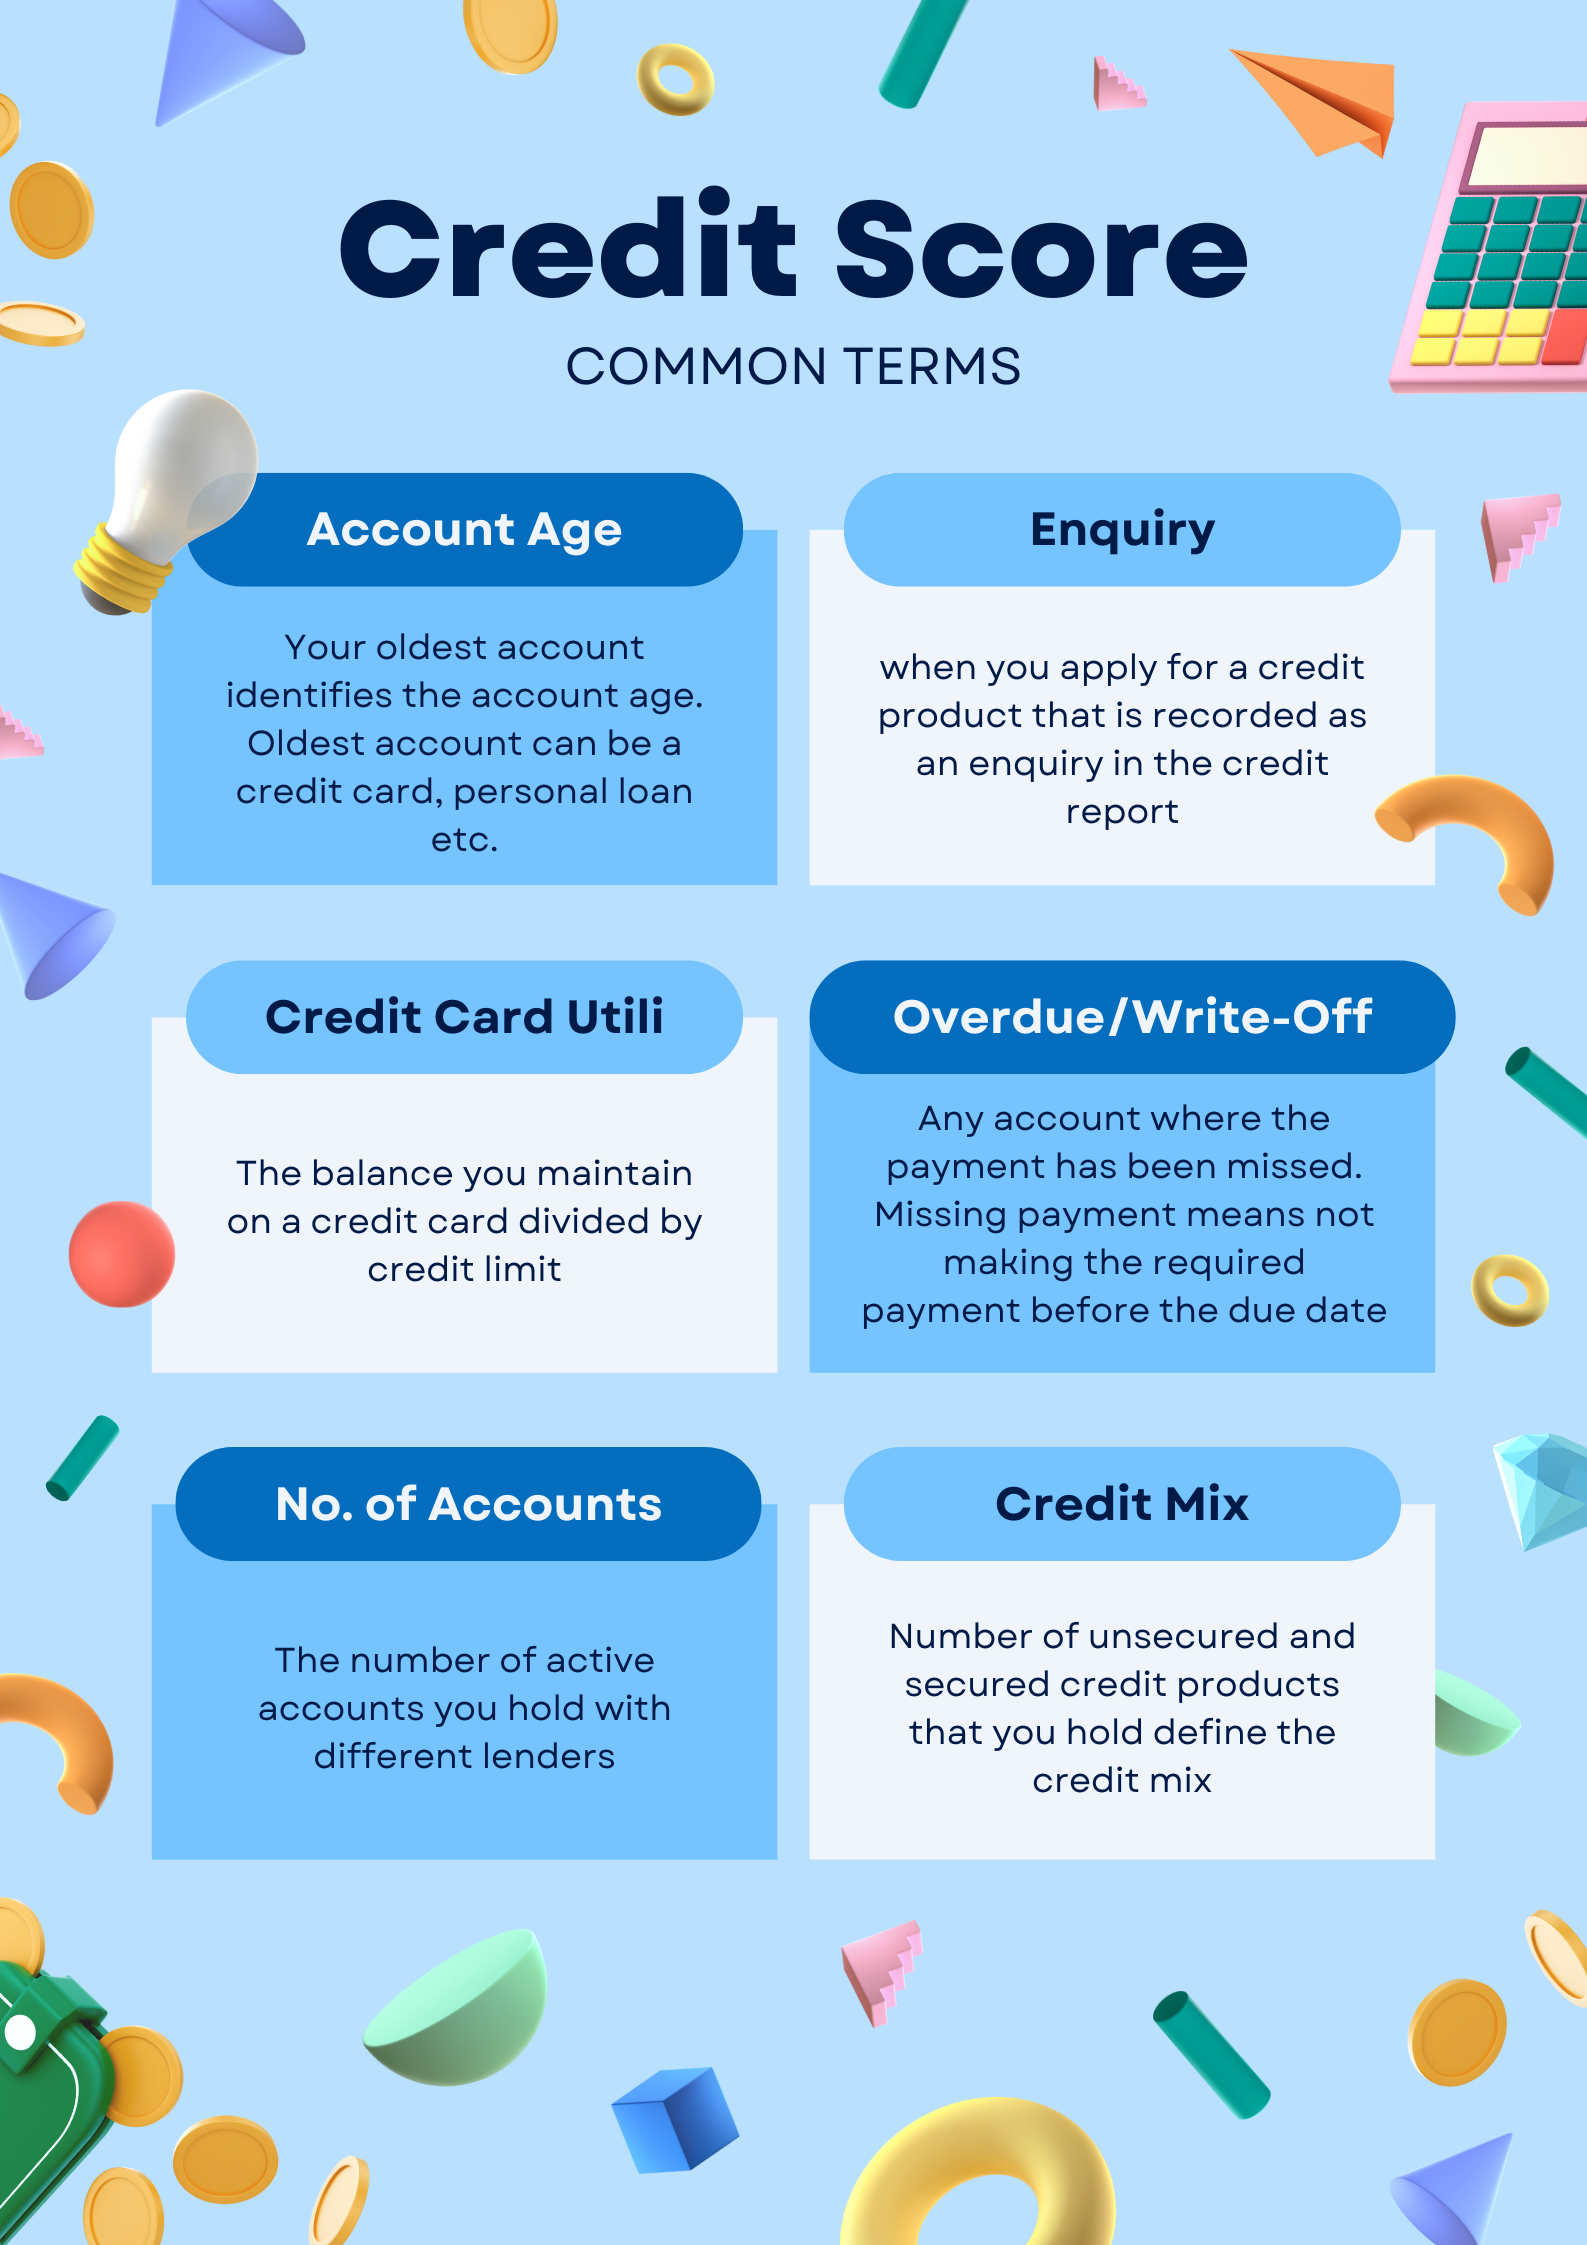 Credit Score
COMMON TERMS
Account Age
Your oldest account
identifies the account age.
Oldest account can be a
credit card, personal loan
etc.
Enquiry
when you apply for a credit
product that is recorded as
an enquiry in the credit
report
Credit Card Utili
The balance you maintain
on a credit card divided by
credit limit
Overdue/Write-Off
Any account where the
payment has been missed.
Missing payment means not
making the required
payment before the due date
No. of Accounts
The number of active
accounts you hold with
different lenders
Credit Mix
Number of unsecured and
secured credit products
that you hold define the
credit mix